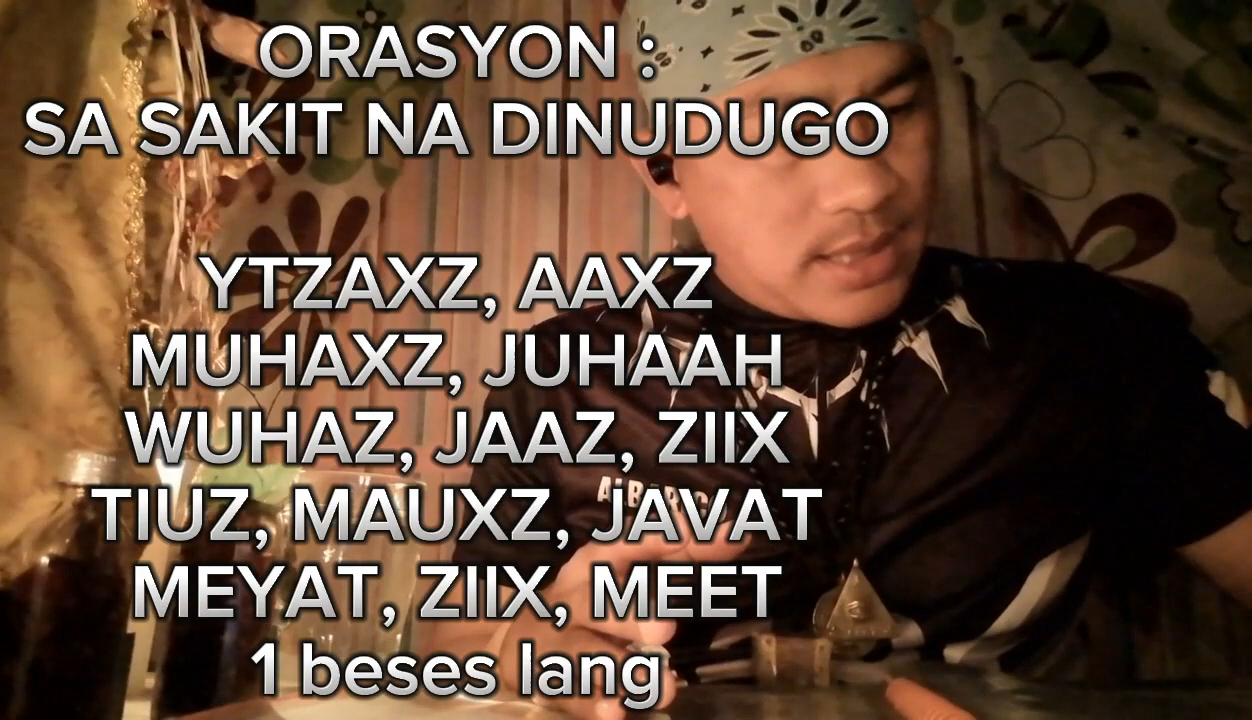 ORASYON :
SA SAKIT NA DINUDUGO
YTZAXZ, AAXZ
MUHAXZ, JUHAAH
WUHAZ, JAAZ, ZIIX
TIUZ, MAUXZ, JAVAT
MEYAT, ZIIX, MEET
1 beses lang